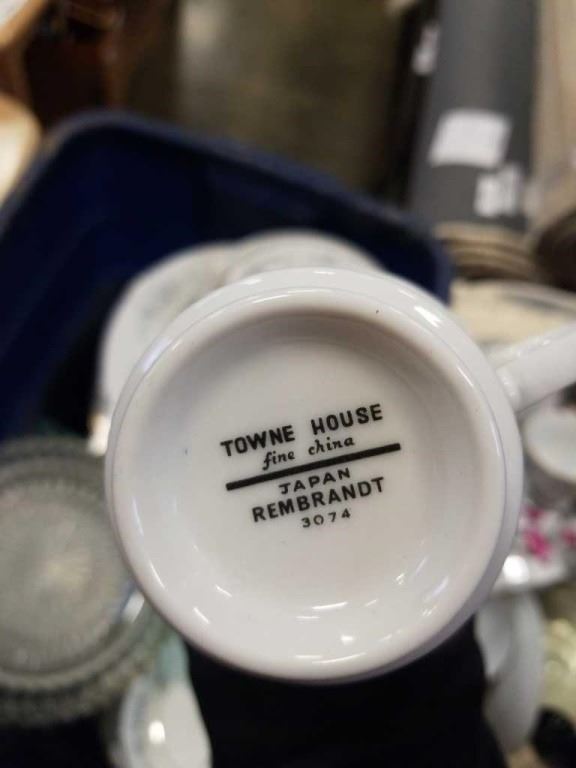 TOWNE HOUSE
fine china
JAPAN
REMBRANDT
3074